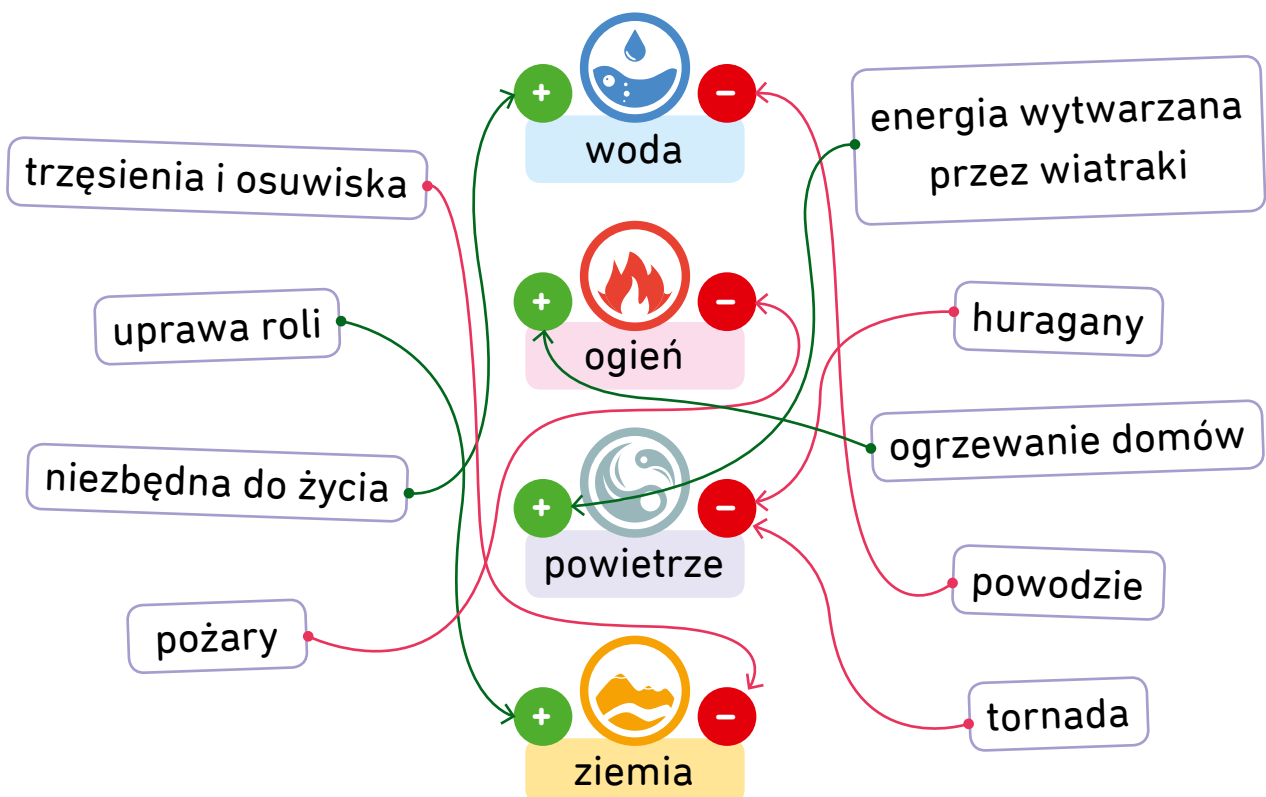 +
−
woda
energia wytwarzana
przez wiatraki
trzęsienia i osuwiska
+
−
ogień
huragany
uprawa roli
ogrzewanie domów
niezbędna do życia
+
−
powietrze
powodzie
pożary
+
−
ziemia
tornada